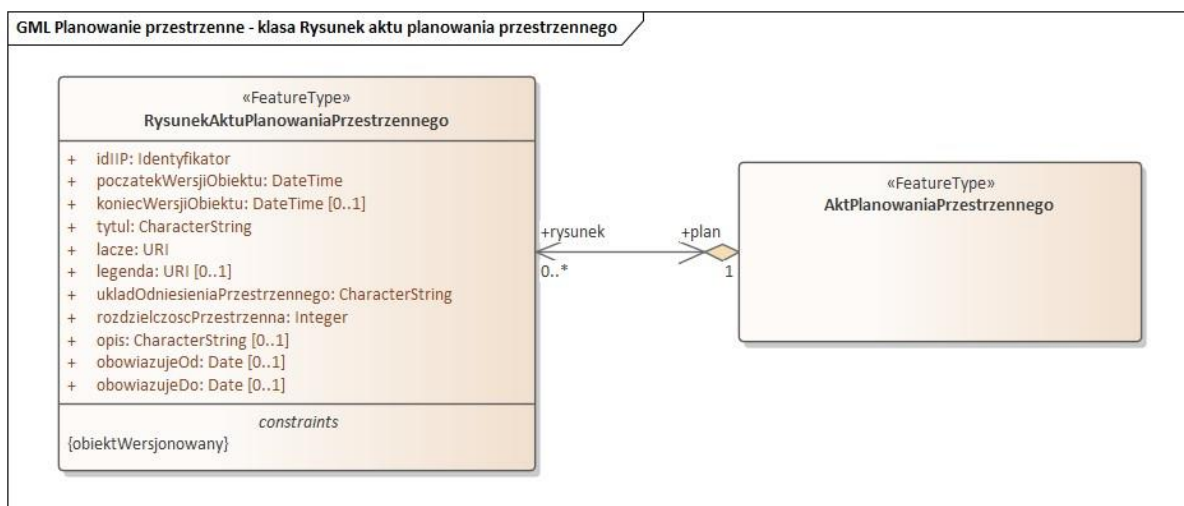 GML Planowanie przestrzenne - klasa Rysunek aktu planowania przestrzennego
«FeatureType»
RysunekAktuPlanowaniaPrzestrzennego
+ idIIP: Identyfikator
+ poczatekWersjiObiektu: DateTime
+ koniecWersjiObiektu: DateTime [0..1]
+ tytul: CharacterString
+ lacze: URI
+ legenda: URI [0..1]
+ ukladOdniesieniaPrzestrzennego: CharacterString
+ rozdzielczoscPrzestrzenna: Integer
+ opis: CharacterString [0..1]
+ obowiazujeOd: Date [0..1]
+ obowiazujeDo: Date [0..1]
constraints
{obiektWersjonowany}
+rysunek
0..*
+plan
1
«FeatureType»
AktPlanowaniaPrzestrzennego